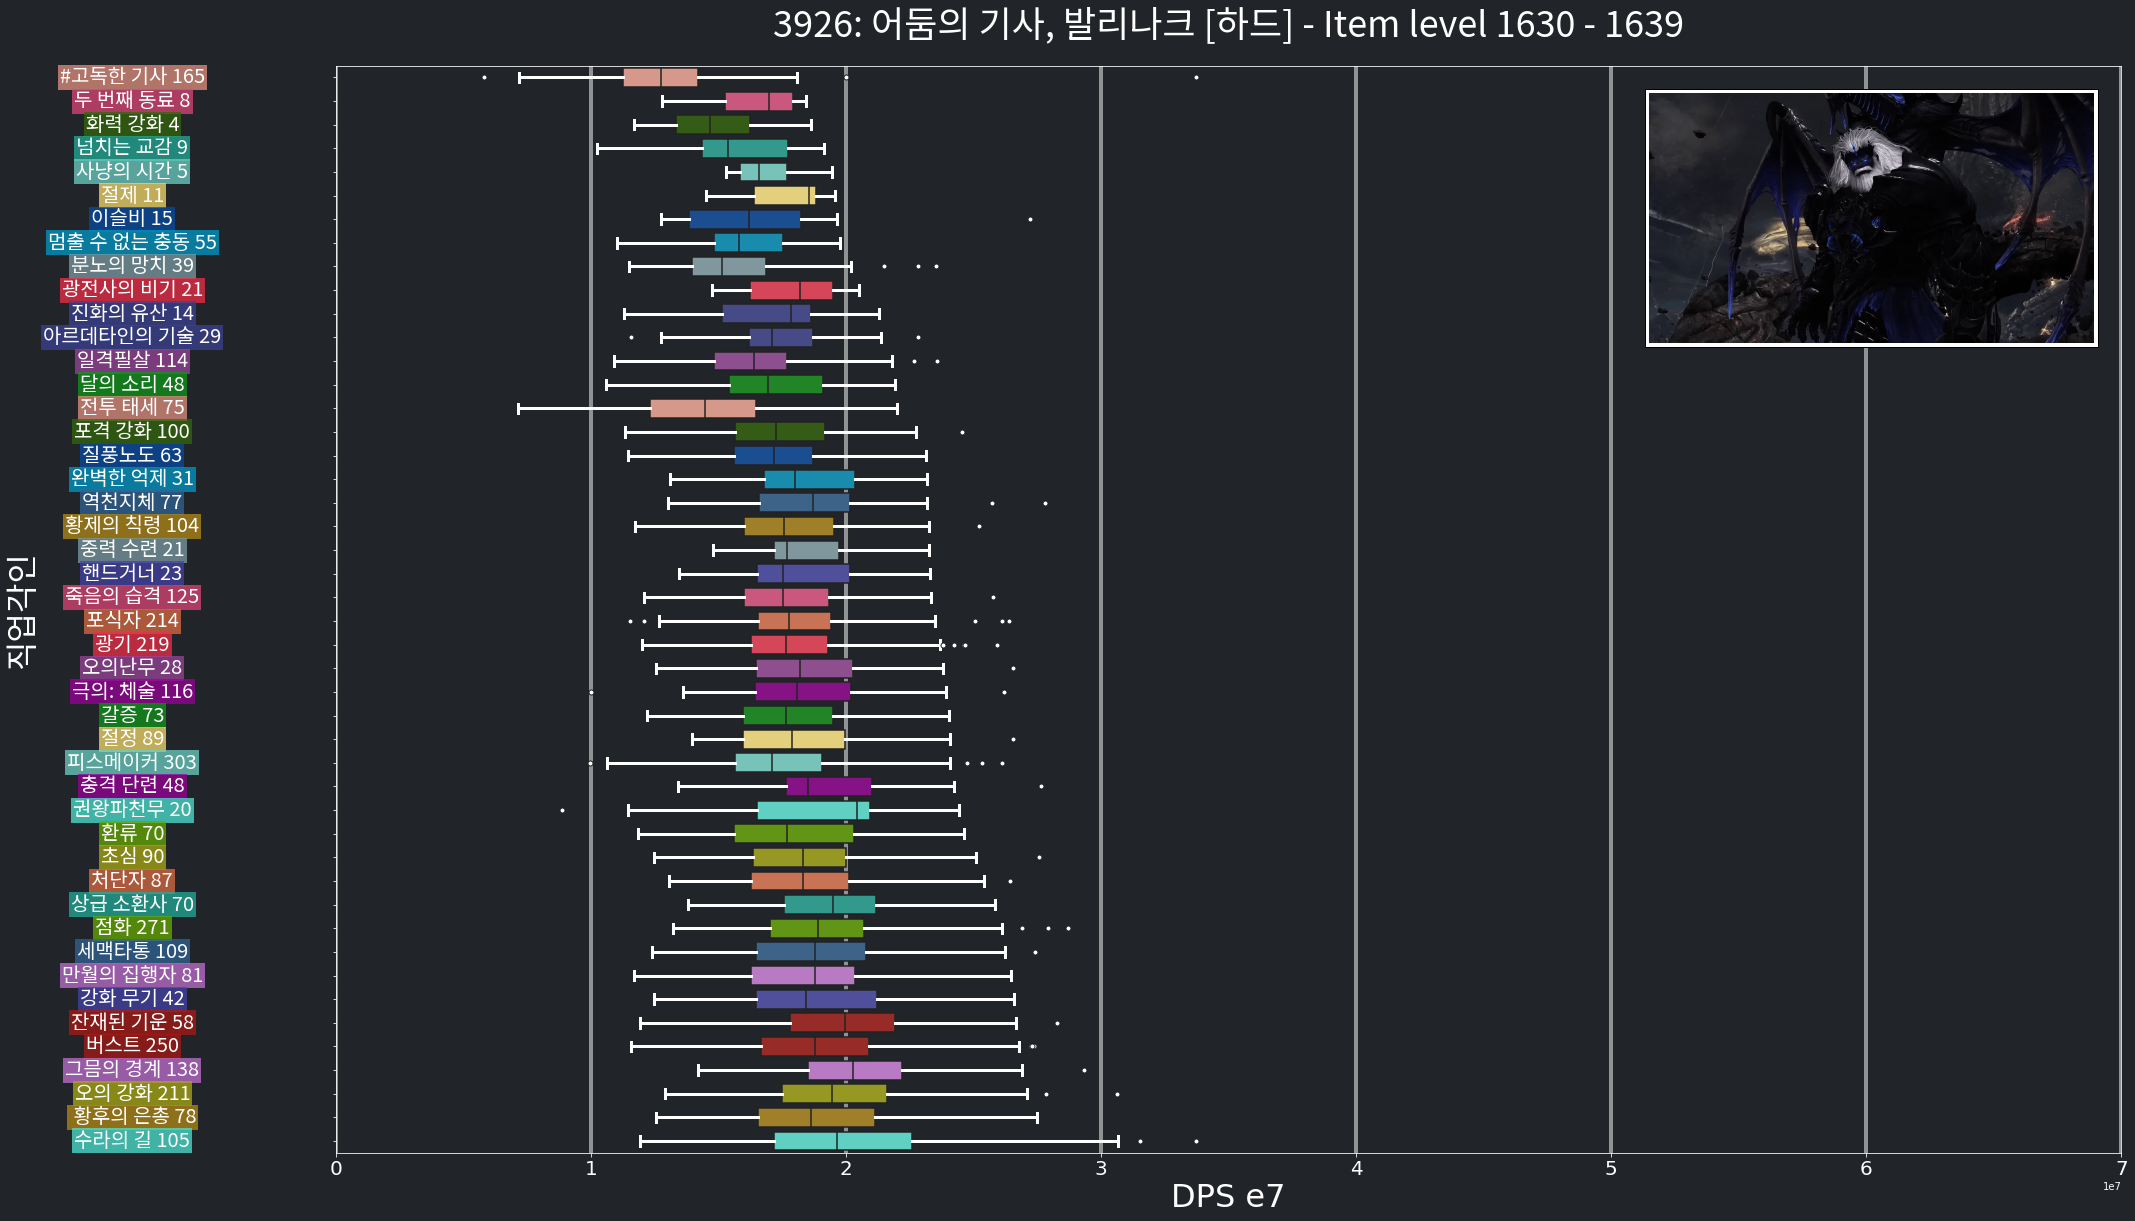 3926: 어둠의 기사, 발리나크 [하드] - Item level 1630 - 1639
#고독한 기사 165
두 번째 동료 8
화력 강화 4
넘치는 교감 9
사냥의 시간 5
절제 11
이슬비 15
멈출 수 없는 충동 55
분노의 망치 39
광전사의 비기 21
진화의 유산 14
아르데타인의 기술 29
일격필살 114
달의 소리 48
전투 태세 75
포격 강화 100
질풍노도 63
완벽한 억제 31
역천지체 77
황제의 칙령 104
중력 수련 21
핸드거너 23
죽음의 습격 125
포식자 214
광기 219
오의난무 28
극의: 체술 116
갈증 73
절정 89
피스메이커 303
충격 단련 48
권왕파천무 20
환류 70
초심 90
처단자 87
상급 소환사 70
점화 271
세맥타통 109
만월의 집행자 81
강화 무기 42
잔재된 기운 58
버스트 250
그믐의 경계 138
오의 강화 211
황후의 은총 78
수라의 길 105
직업각인
0 1 2 3 4 5 6 7
1e7
DPS e7